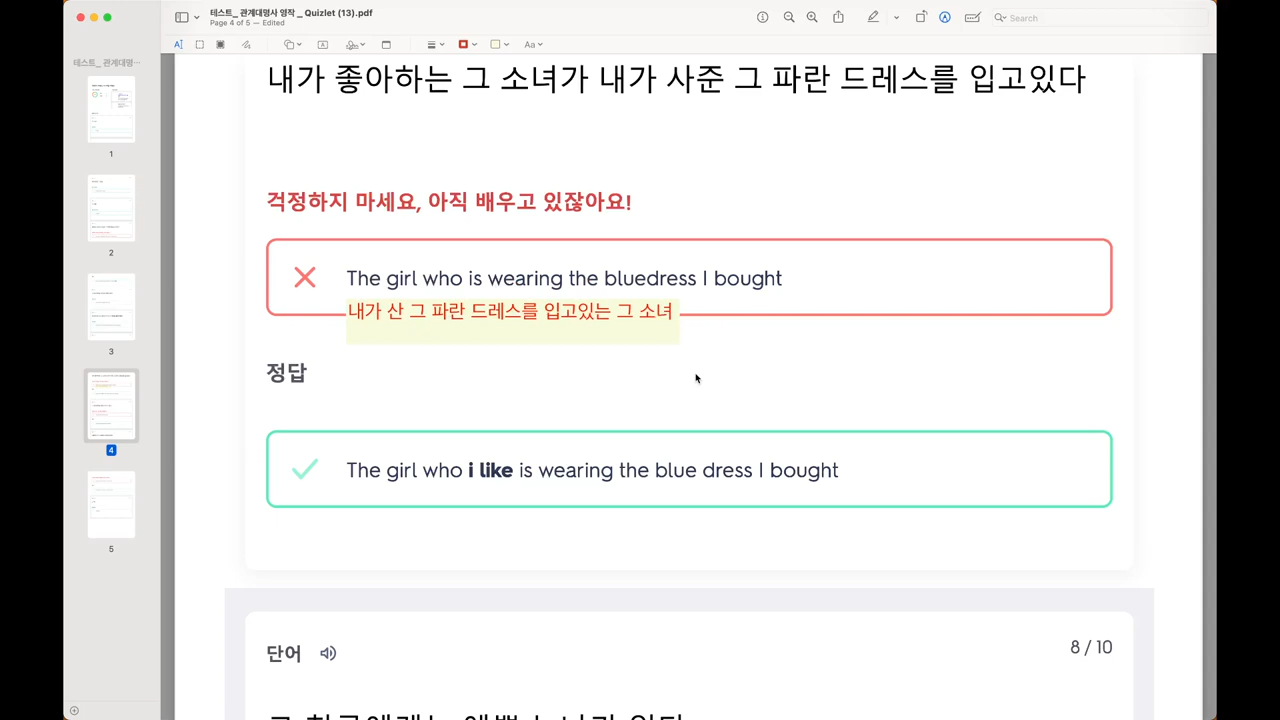 테스트_ 관계대명사 영작 _ Quizlet (13).pdf
Page 4 of 5 — Edited
Search
Aa
테스트_ 관계대명…
1
2
3
4
5
내가 좋아하는 그 소녀가 내가 사준 그 파란 드레스를 입고있다
걱정하지 마세요, 아직 배우고 있잖아요!
The girl who is wearing the bluedress I bought
내가 산 그 파란 드레스를 입고있는 그 소녀
정답
The girl who i like is wearing the blue dress I bought
단어
8 / 10